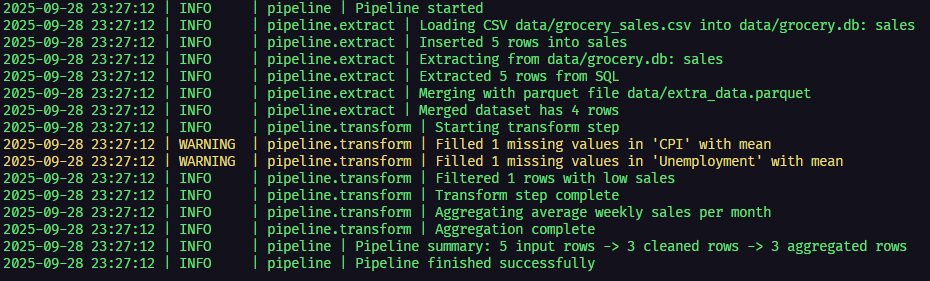 2025-09-28 23:27:12 | INFO     | pipeline | Pipeline started
2025-09-28 23:27:12 | INFO     | pipeline.extract | Loading CSV data/grocery_sales.csv into data/grocery.db: sales
2025-09-28 23:27:12 | INFO     | pipeline.extract | Inserted 5 rows into sales
2025-09-28 23:27:12 | INFO     | pipeline.extract | Extracting from data/grocery.db: sales
2025-09-28 23:27:12 | INFO     | pipeline.extract | Extracted 5 rows from SQL
2025-09-28 23:27:12 | INFO     | pipeline.extract | Merging with parquet file data/extra_data.parquet
2025-09-28 23:27:12 | INFO     | pipeline.extract | Merged dataset has 4 rows
2025-09-28 23:27:12 | INFO     | pipeline.transform | Starting transform step
2025-09-28 23:27:12 | WARNING  | pipeline.transform | Filled 1 missing values in 'CPI' with mean
2025-09-28 23:27:12 | WARNING  | pipeline.transform | Filled 1 missing values in 'Unemployment' with mean
2025-09-28 23:27:12 | INFO     | pipeline.transform | Filtered 1 rows with low sales
2025-09-28 23:27:12 | INFO     | pipeline.transform | Transform step complete
2025-09-28 23:27:12 | INFO     | pipeline.transform | Aggregating average weekly sales per month
2025-09-28 23:27:12 | INFO     | pipeline.transform | Aggregation complete
2025-09-28 23:27:12 | INFO     | pipeline | Pipeline summary: 5 input rows -> 3 cleaned rows -> 3 aggregated rows
2025-09-28 23:27:12 | INFO     | pipeline | Pipeline finished successfully